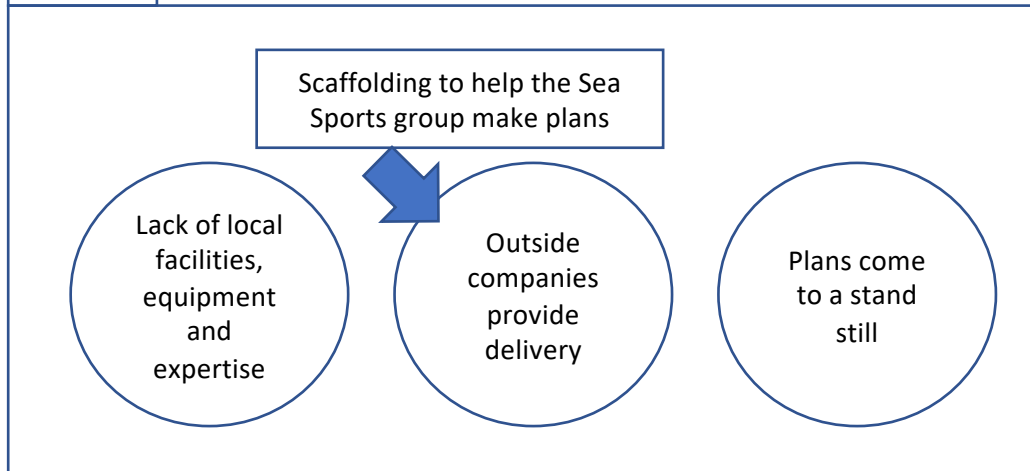 Scaffolding to help the Sea
Sports group make plans
Lack of local
facilities,
equipment
and
expertise
Outside
companies
provide
delivery
Plans come
to a stand
still